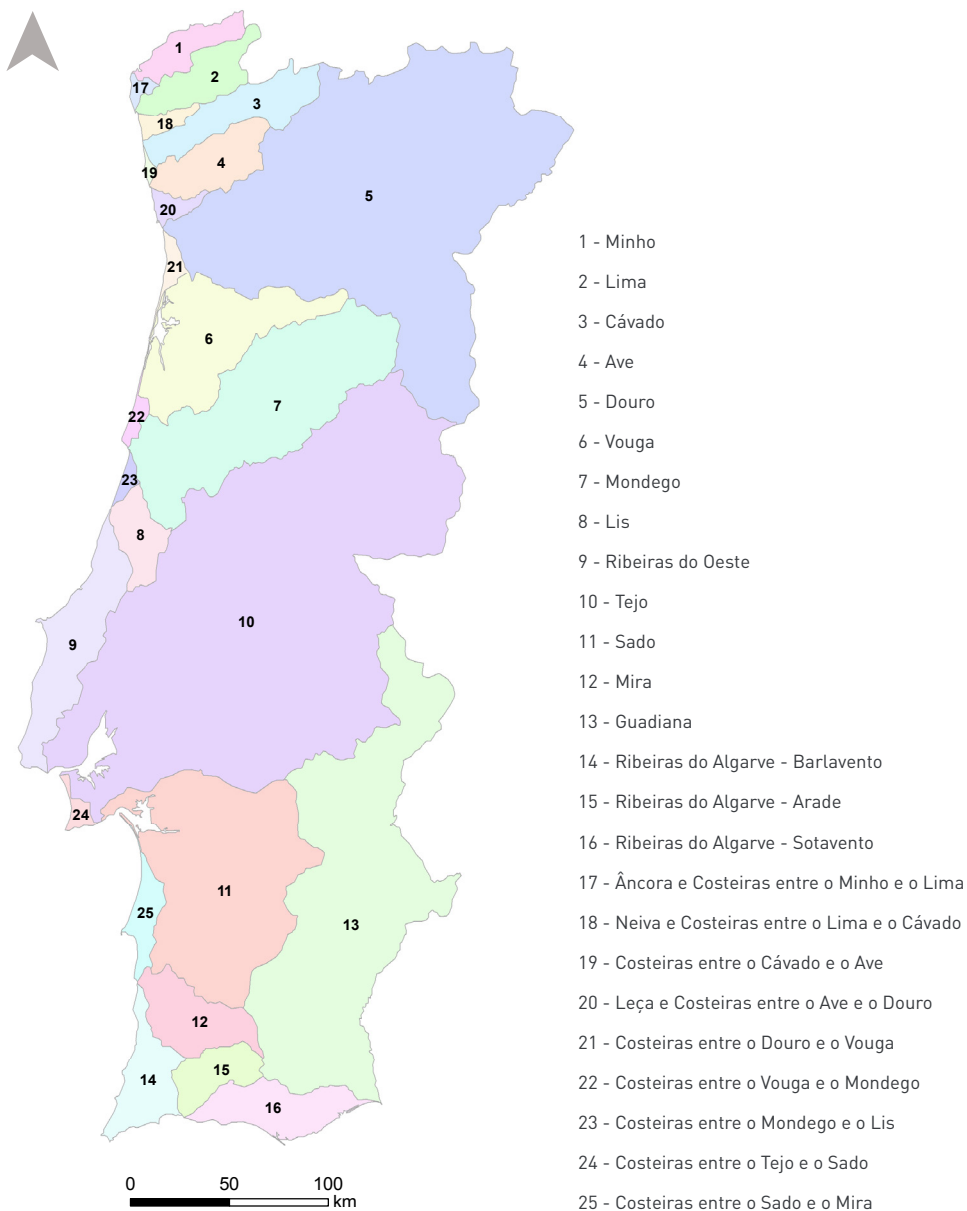 1
2
17
3
18
4
19
5
20
21
6
7
22
23
8
10
9
24
11
25
13
12
15
14
16
0 50 100
km
1 - Minho
2 - Lima
3 - Cávado
4 - Ave
5 - Douro
6 - Vouga
7 - Mondego
8 - Lis
9 - Ribeiras do Oeste
10 - Tejo
11 - Sado
12 - Mira
13 - Guadiana
14 - Ribeiras do Algarve - Barlavento
15 - Ribeiras do Algarve - Arade
16 - Ribeiras do Algarve - Sotavento
17 - Âncora e Costeiras entre o Minho e o Lima
18 - Neiva e Costeiras entre o Lima e o Cávado
19 - Costeiras entre o Cávado e o Ave
20 - Leça e Costeiras entre o Ave e o Douro
21 - Costeiras entre o Douro e o Vouga
22 - Costeiras entre o Vouga e o Mondego
23 - Costeiras entre o Mondego e o Lis
24 - Costeiras entre o Tejo e o Sado
25 - Costeiras entre o Sado e o Mira